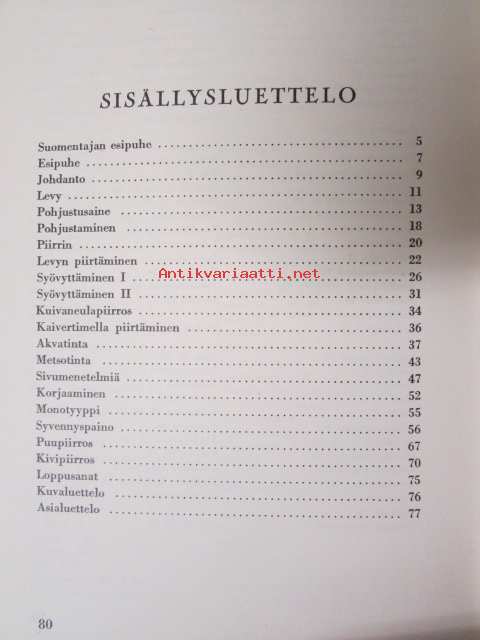 SISÄLLYSLUETTELO
Suomentajan esipuhe 5
Esipuhe 7
Johdanto 9
Levy 11
Pohjustusaine 13
Pohjustaminen 18
Piirrin 20
Levyn piirtäminen 22
Syövyttäminen I 26
Antikvariaatti.net
Syövyttäminen II 31
Kuivaneulapiirros 34
Kaivertimella piirtäminen 36
Akvatinta 37
Metsotinta 43
Sivumenetelmiä 47
Korjaaminen 52
Monotyyppi 55
Syvennyspaino 56
Puupiirros 67
Kivipiirros 70
Loppusanat 75
Kuvaluettelo 76
Asialuettelo 77
80